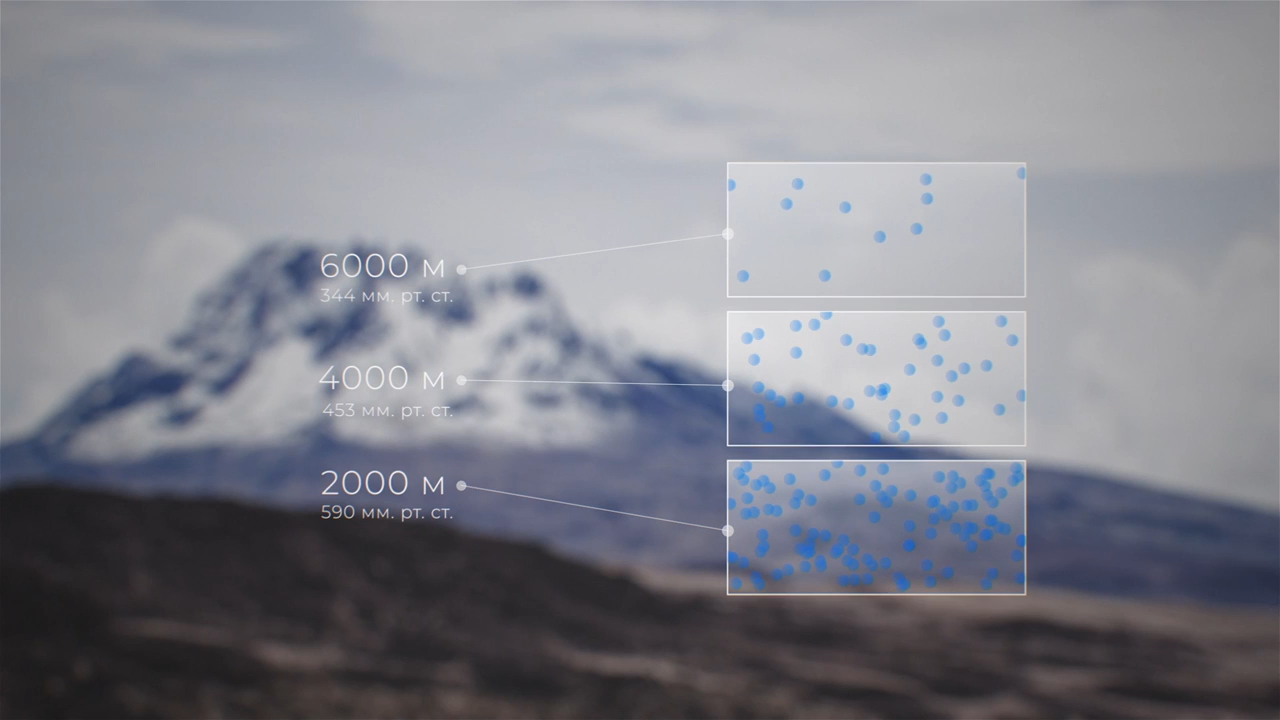 6000 м
344 мм. рт. ст.
4000 м
453 мм. рт. ст.
2000 м
590 мм. рт. ст.